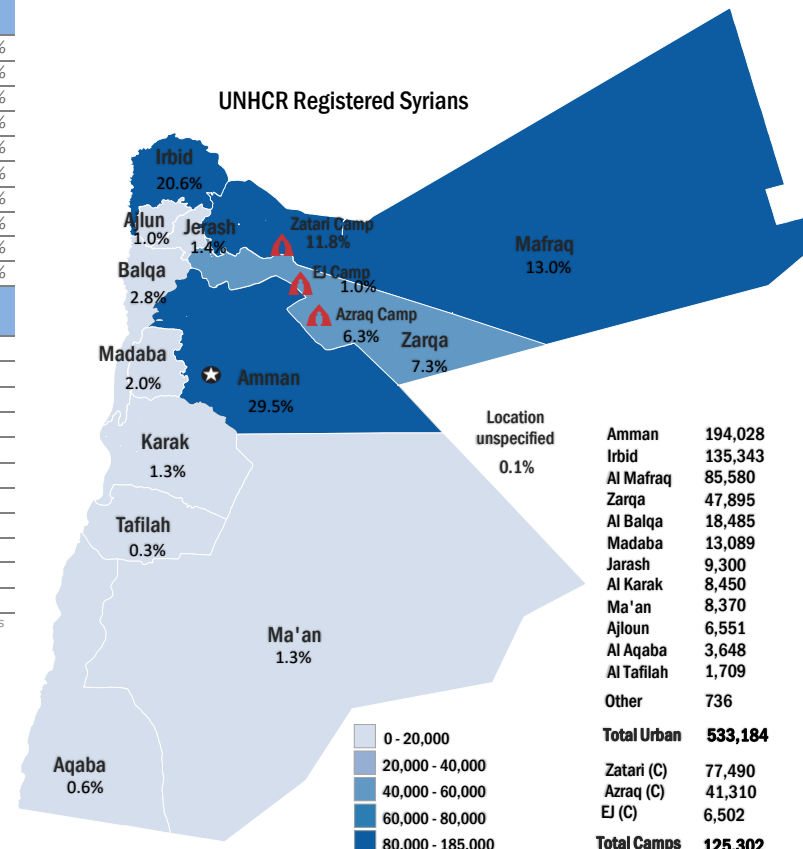 %
%
%
%
%
%
%
%
%
%
s
UNHCR Registered Syrians
Irbid
20.6%
Ajlun
1.0%
Jerash
1.4%
Zatari Camp
11.8%
Mafraq
13.0%
Balqa
2.8%
EJ Camp
1.0%
Azraq Camp
6.3%
Zarqa
7.3%
Madaba
2.0%
Amman
29.5%
Location
unspecified
0.1%
Karak
1.3%
Tafilah
0.3%
Ma'an
1.3%
Aqaba
0.6%
Amman 194,028
Irbid 135,343
Al Mafraq 85,580
Zarqa 47,895
Al Balqa 18,485
Madaba 13,089
Jarash 9,300
Al Karak 8,450
Ma'an 8,370
Ajloun 6,551
Al Aqaba 3,648
Al Tafilah 1,709
Other 736
Total Urban 533,184
Zatari (C) 77,490
Azraq (C) 41,310
EJ (C) 6,502
Total Camps 125,302
0 - 20,000
20,000 - 40,000
40,000 - 60,000
60,000 - 80,000
80,000 - 185,000